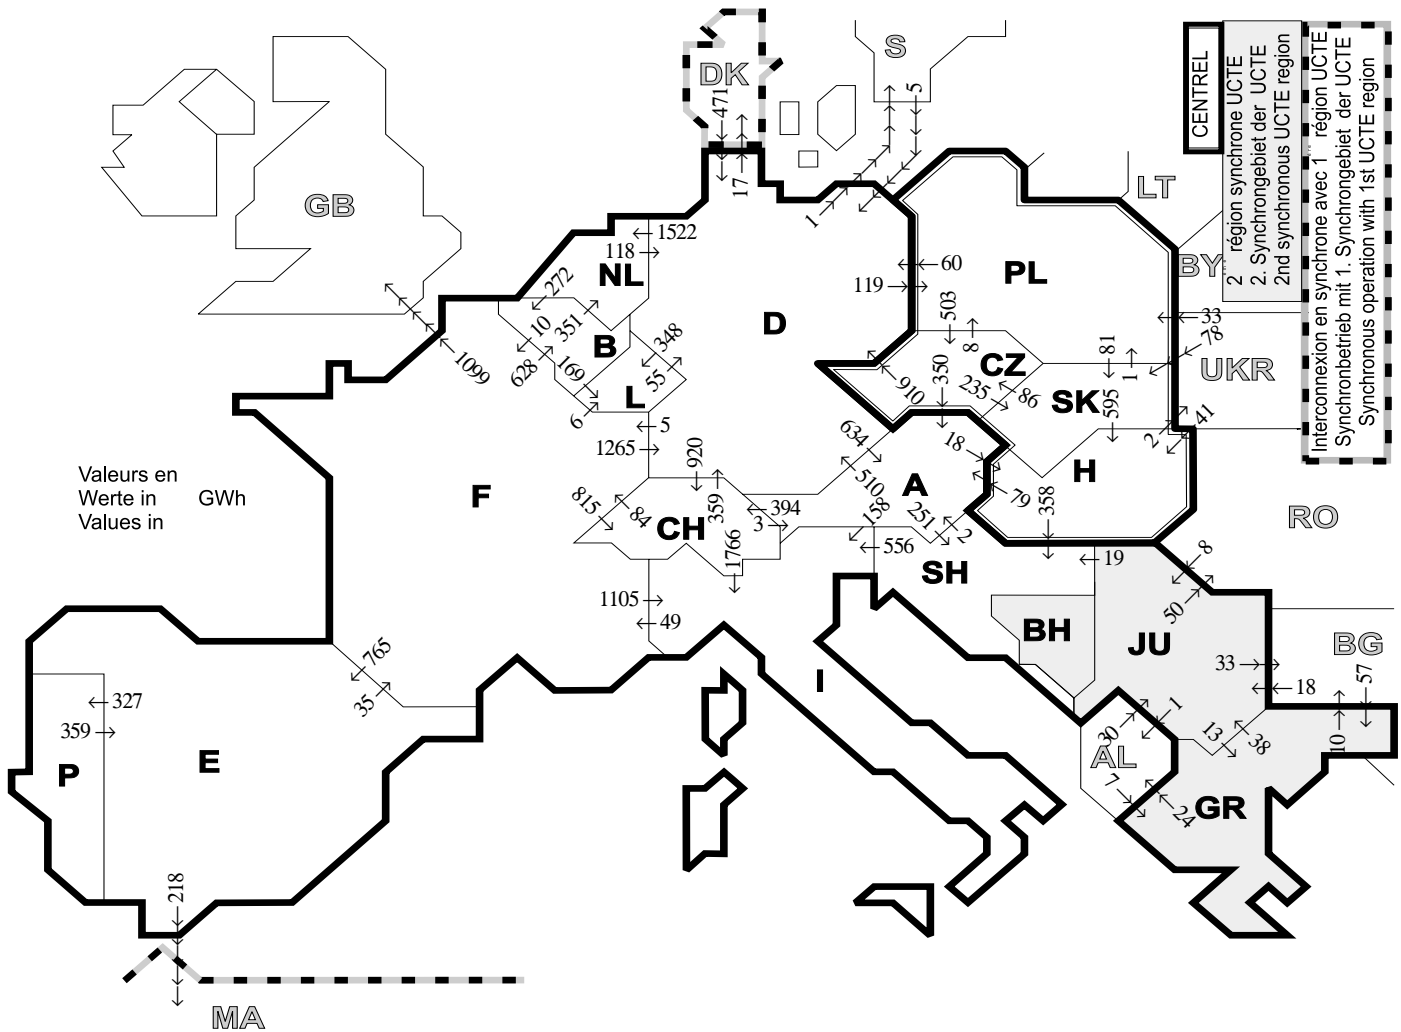 DK
S
471
17
5
1
GB
LT
BY
NL
1522
118
272
PL
60
119
D
503
8
33
78
10
351
B
348
628
169
55
L
6
1099
CZ
910
350
235
86
81
1
SK
595
UKR
41
2
5
1265
634
510
920
359
18
A
79
H
358
Valeurs en
Werte in
Values in
GWh
F
815
84
CH
394
3
1766
158
251
2
556
SH
RO
19
8
50
1105
49
BH
JU
BG
I
33
18
57
10
765
35
327
359
P
E
30
1
13
38
AL
7
24
GR
218
MA
CENTREL
2 région synchrone UCTE
2. Synchrongebiet der UCTE
2nd synchronous UCTE region
Interconnexion en synchrone avec 1 région UCTE
Synchronbetrieb mit 1. Synchrongebiet der UCTE
Synchronous operation with 1st UCTE region